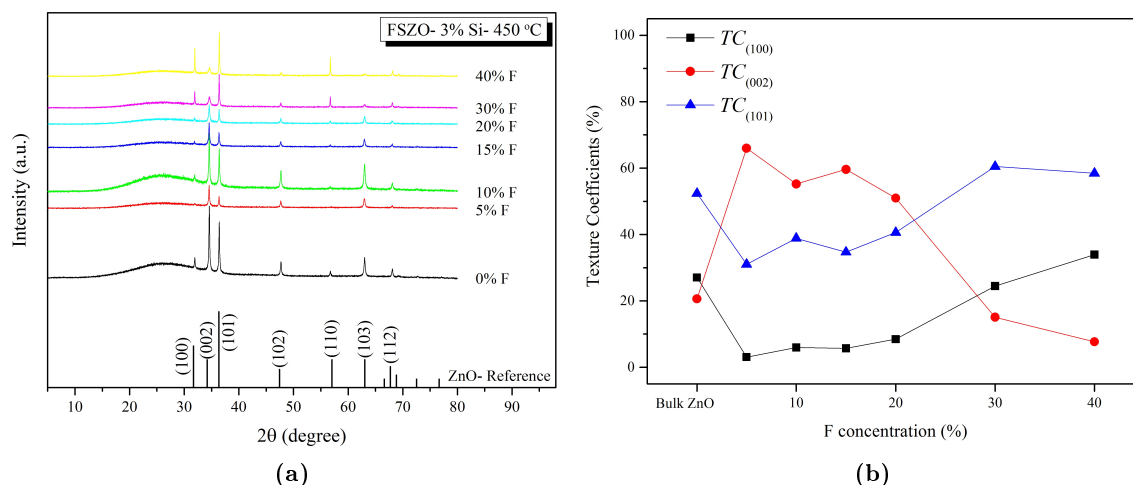 FSZO- 3% Si- 450 °C
40% F
30% F
20% F
15% F
10% F
5% F
0% F
Intensity (a.u.)
(100)
(002)
(101)
(102)
(110)
(103)
(112)
ZnO- Reference
10 20 30 40 50 60 70 80 90
2θ (degree)
(a)
TC(100)
TC(002)
TC(101)
100
80
60
40
20
0
Texture Coefficients (%)
Bulk ZnO 10 20 30 40
F concentration (%)
(b)